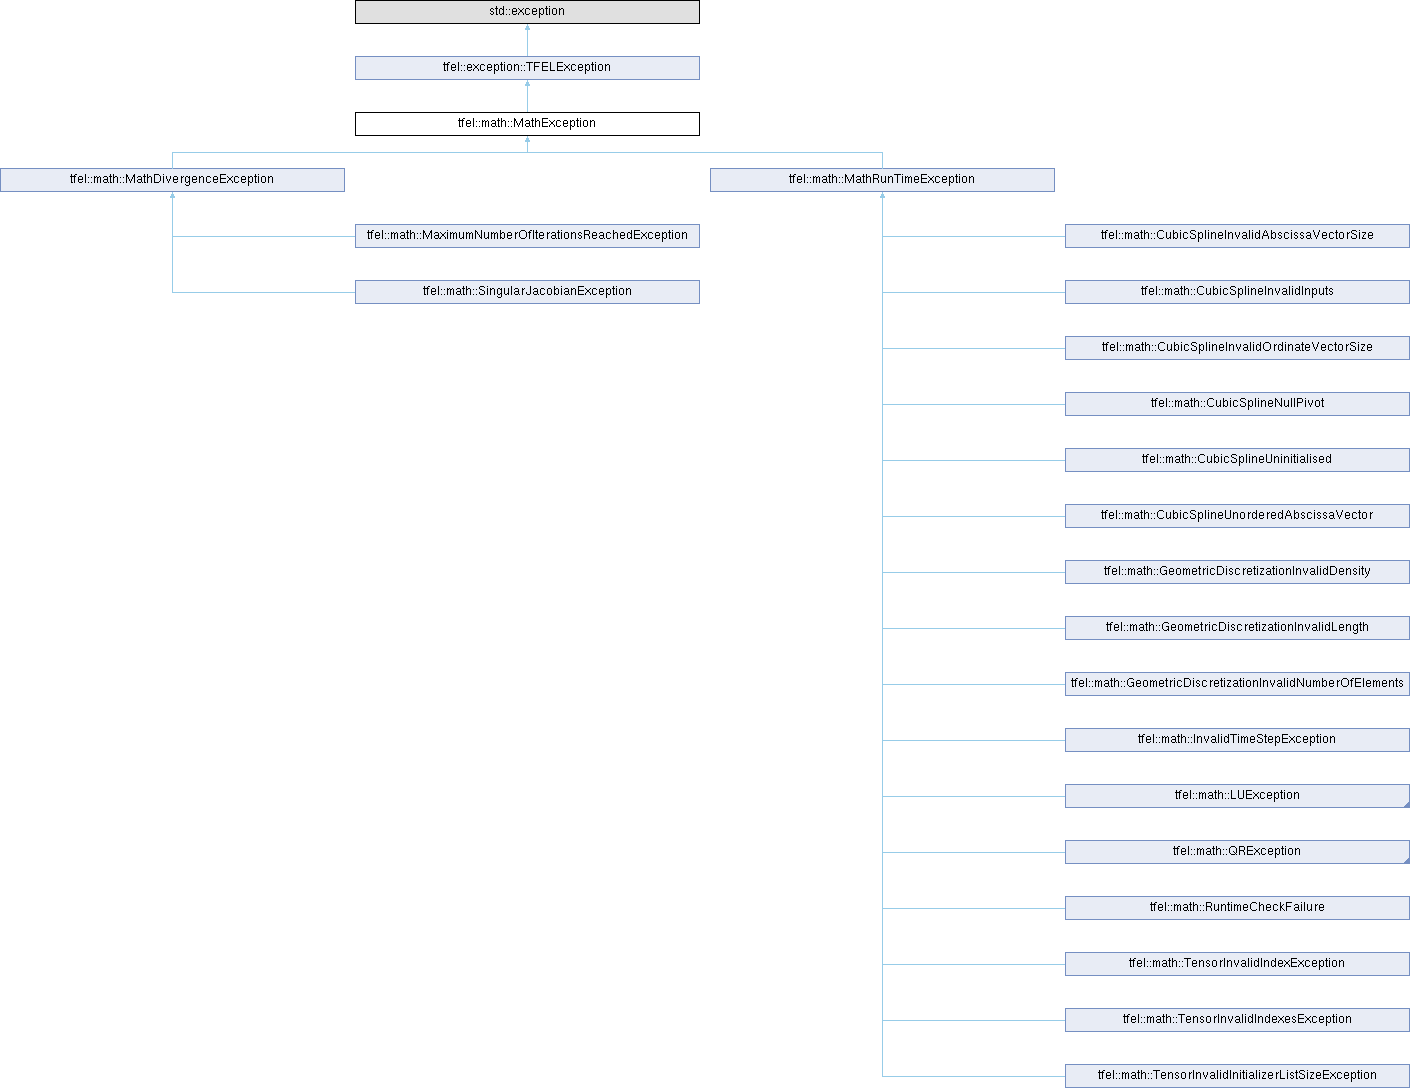 std::exception
tfel::exception::TFELException
tfel::math::MathException
tfel::math::MathDivergenceException
tfel::math::MathRunTimeException
tfel::math::MaximumNumberOfIterationsReachedException
tfel::math::CubicSplineInvalidAbscissaVectorSize
tfel::math::SingularJacobianException
tfel::math::CubicSplineInvalidInputs
tfel::math::CubicSplineInvalidOrdinateVectorSize
tfel::math::CubicSplineNullPivot
tfel::math::CubicSplineUninitialised
tfel::math::CubicSplineUnorderedAbscissaVector
tfel::math::GeometricDiscretizationInvalidDensity
tfel::math::GeometricDiscretizationInvalidLength
tfel::math::GeometricDiscretizationInvalidNumberOfElements
tfel::math::InvalidTimeStepException
tfel::math::LUException
tfel::math::QRException
tfel::math::RuntimeCheckFailure
tfel::math::TensorInvalidIndexException
tfel::math::TensorInvalidIndexesException
tfel::math::TensorInvalidInitializerListSizeException